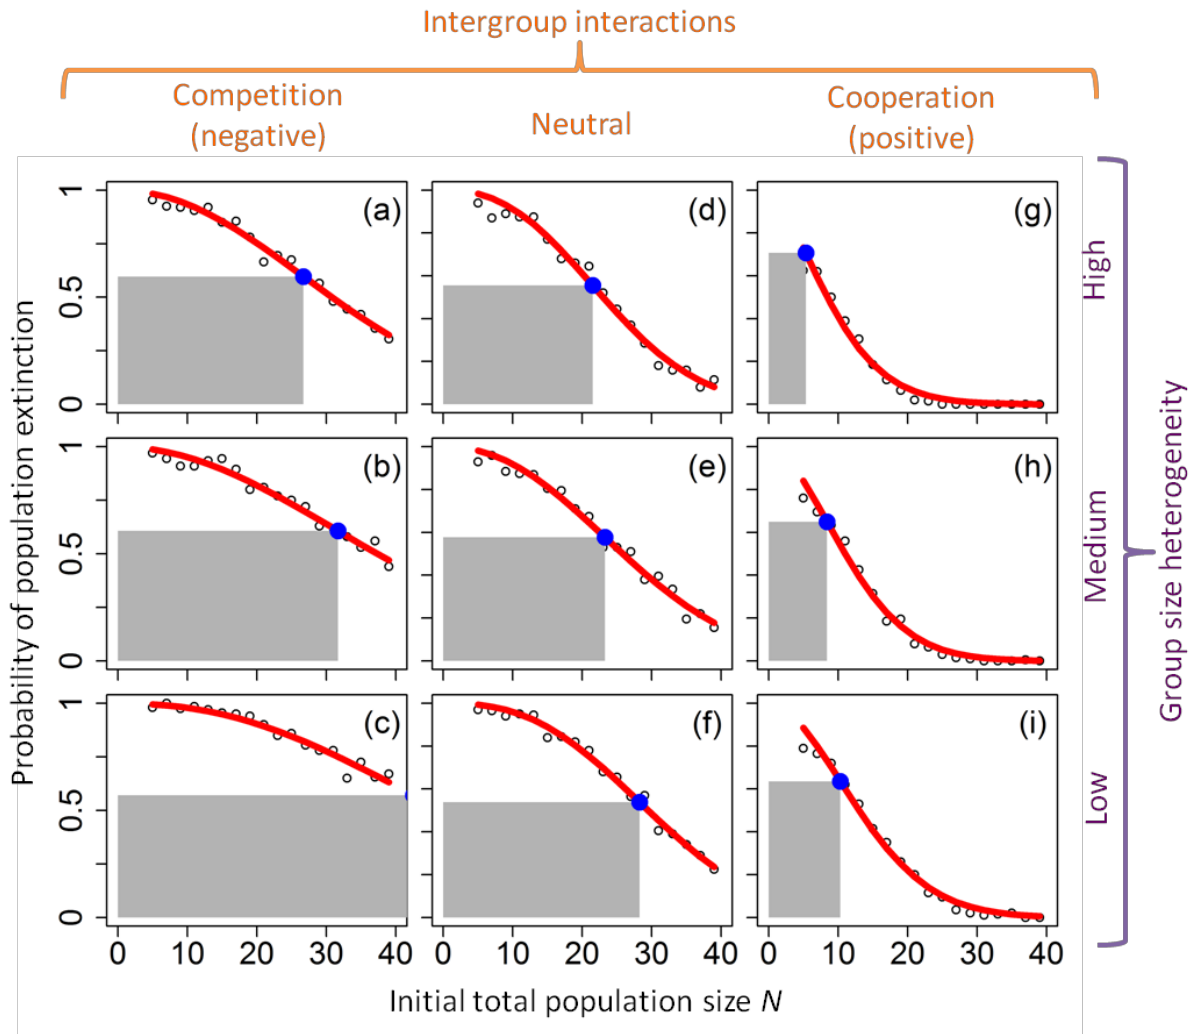 Intergroup interactions
Competition
(negative)
Neutral
Cooperation
(positive)
Probability of population extinction
1
0.5
0
(a)
(d)
(g)
High
1
0.5
0
(b)
(e)
(h)
Medium
Group size heterogeneity
1
0.5
0
(c)
(f)
(i)
Low
0 10 20 30 40
0 10 20 30 40
0 10 20 30 40
Initial total population size N